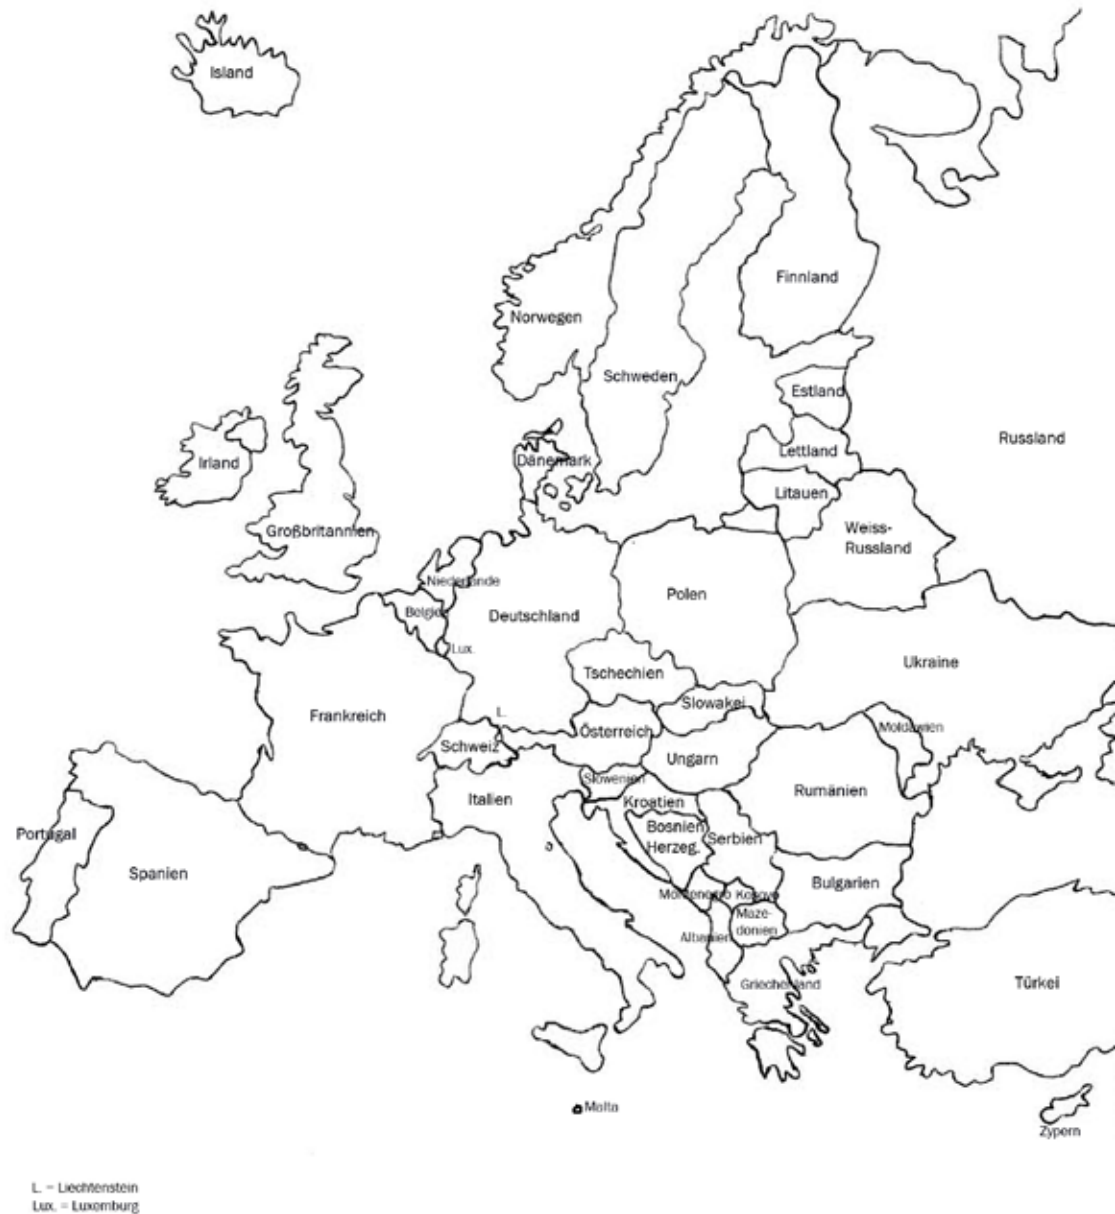 Island
Finnland
Norwegen
Schweden
Estland
Russland
Lettland
Irland
Dänemark
Litauen
Großbritannien
Weiss-
Russland
Niederlande
Polen
Belgie
Deutschland
Lux.
Ukraine
Tschechien
Slowakei
L.
Frankreich
Moldawien
Österreich
Schweiz
Ungarn
Slowenien
Rumänien
Italien
Kroatien
Bosnien
Herzeg.
Serbien
Portugal
Spanien
Bulgarien
Montenegro
Kosovo
Maze-
donien
Albanien
Griechenland
Türkei
Malta
Zypern
L. = Liechtenstein
Lux. = Luxemburg